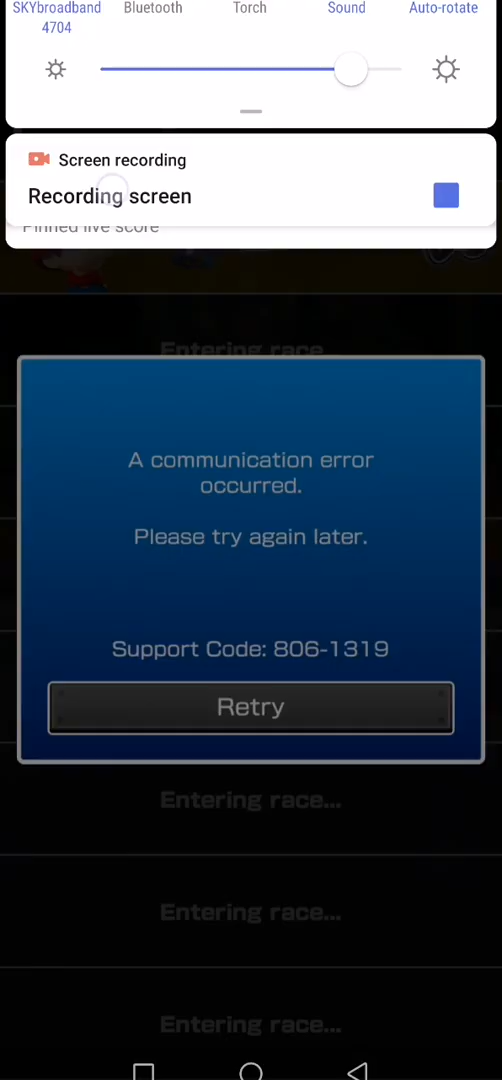 SKYbroadband Bluetooth Torch Sound Auto-rotate
4704
Screen recording
Recording screen
Pinned live score
Entering race
A communication error
occurred.
Please try again later.
Support Code: 806-1319
Retry
Entering race...
Entering race...
Entering race...